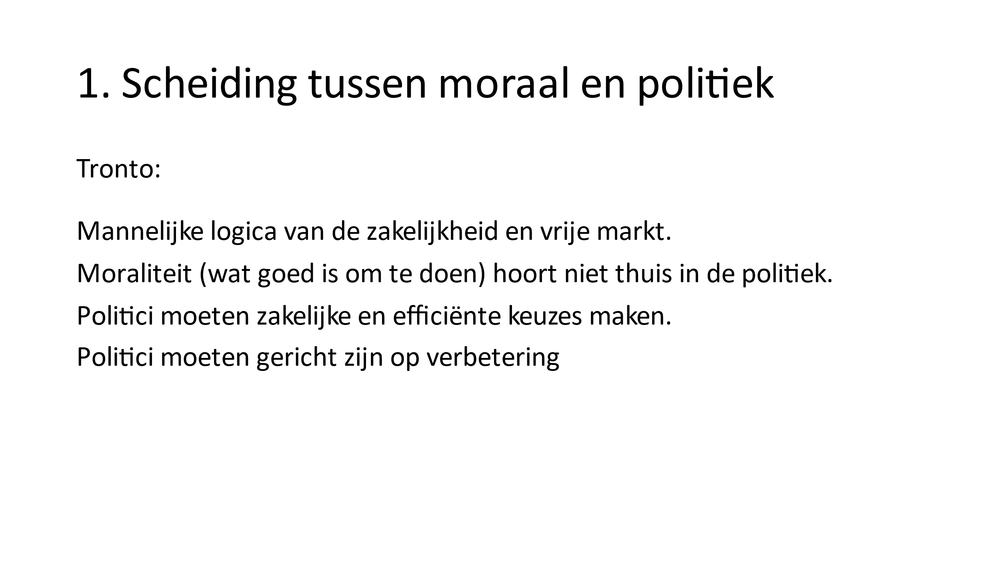 1. Scheiding tussen moraal en politiek
Tronto:
Mannelijke logica van de zakelijkheid en vrije markt.
Moraliteit (wat goed is om te doen) hoort niet thuis in de politiek.
Politici moeten zakelijke en efficiënte keuzes maken.
Politici moeten gericht zijn op verbetering